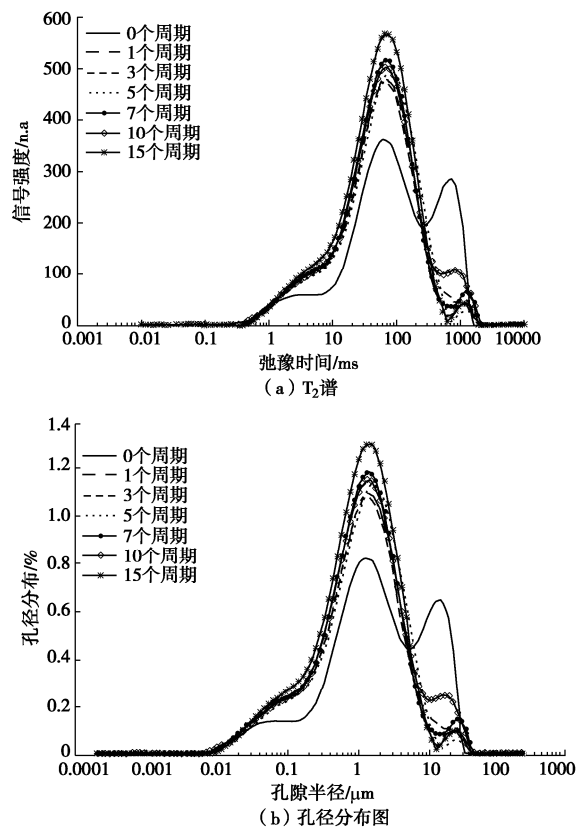 600
500
400
300
200
100
0
信号强度/n.a
0个周期
1个周期
3个周期
5个周期
7个周期
10个周期
15个周期
0.001 0.01 0.1 1 10 100 1000 10000
弛豫时间/ms
(a) T₂谱
1.4
1.2
1.0
0.8
0.6
0.4
0.2
0
孔径分布/%
0个周期
1个周期
3个周期
5个周期
7个周期
10个周期
15个周期
0.0001 0.001 0.01 0.1 1 10 100 1000
孔隙半径/μm
(b) 孔径分布图